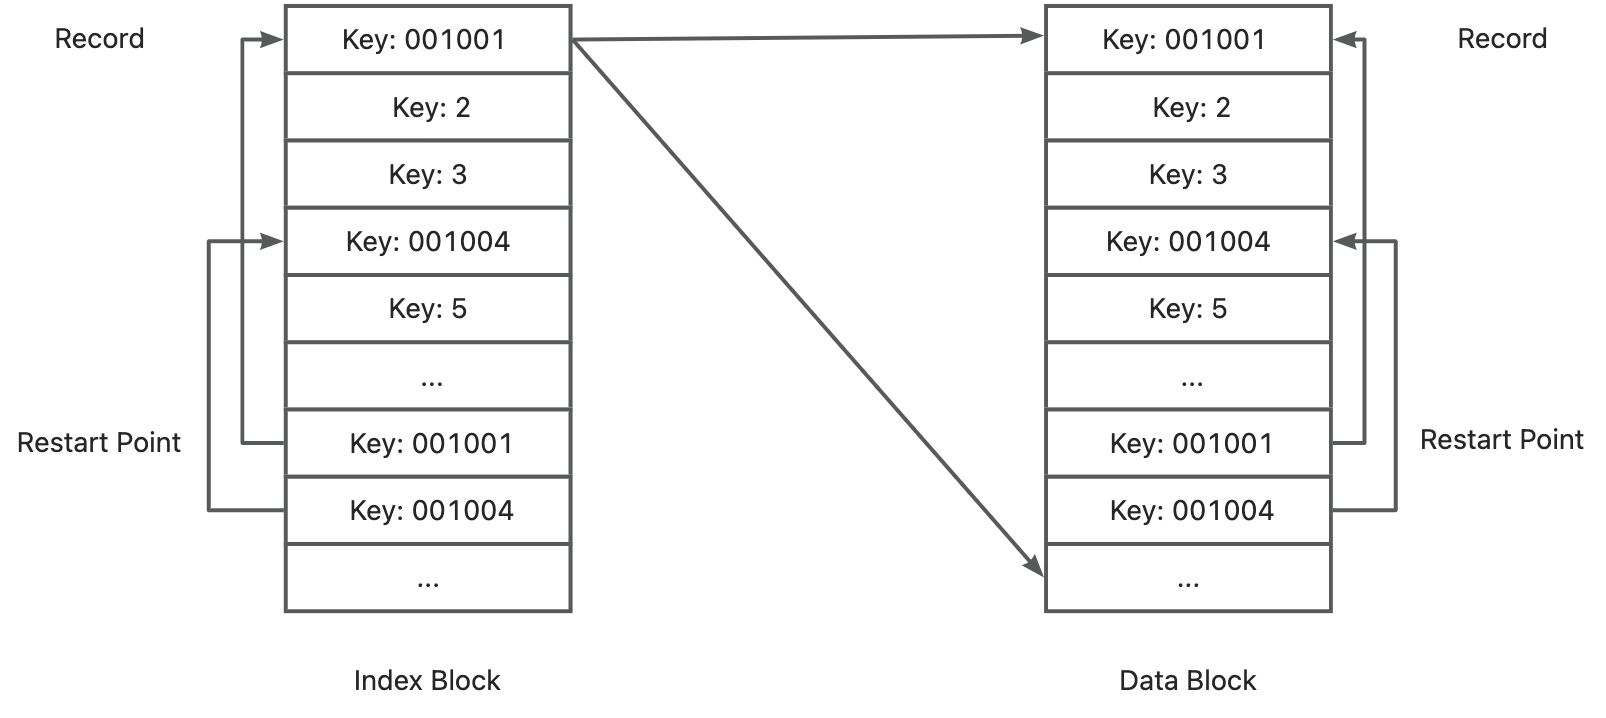 Record
Key: 001001
Key: 2
Key: 3
Key: 001004
Key: 5
...
Restart Point
Key: 001001
Key: 001004
...
Index Block
Key: 001001
Record
Key: 2
Key: 3
Key: 001004
Key: 5
...
Key: 001001
Restart Point
Key: 001004
...
Data Block